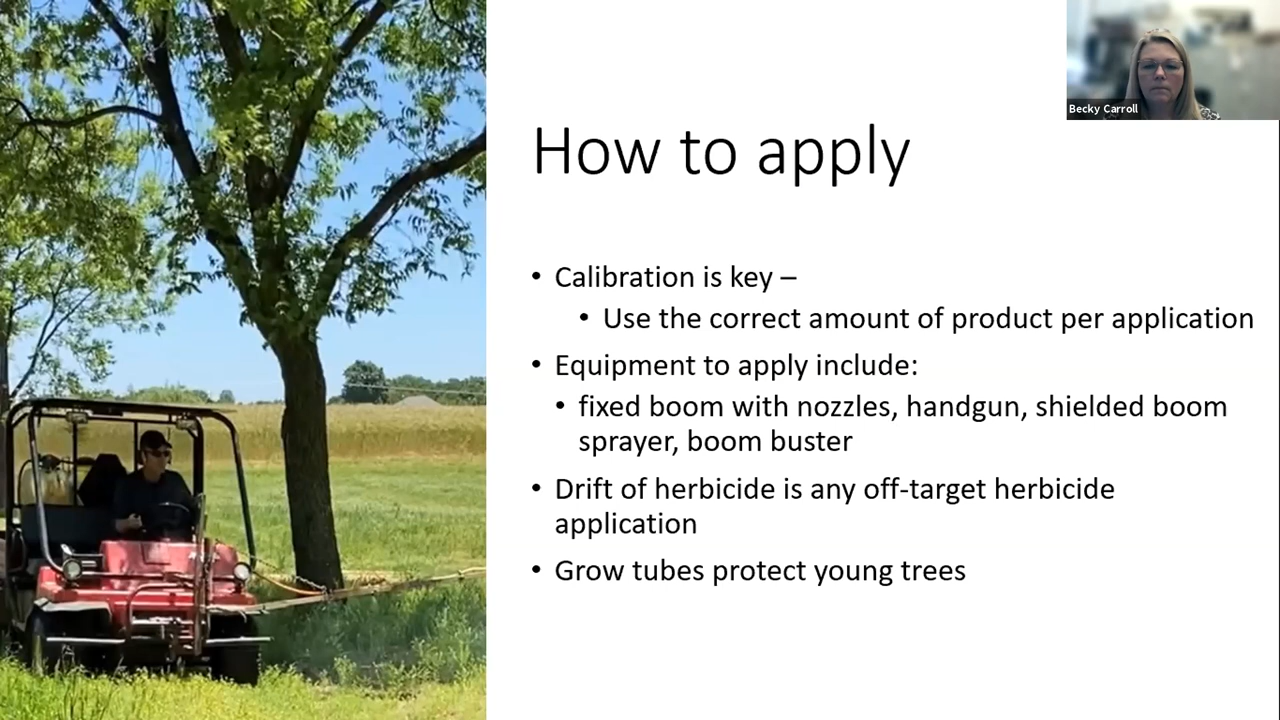 Becky Carroll
How to apply
• Calibration is key –
• Use the correct amount of product per application
• Equipment to apply include:
• fixed boom with nozzles, handgun, shielded boom
sprayer, boom buster
• Drift of herbicide is any off-target herbicide
application
• Grow tubes protect young trees